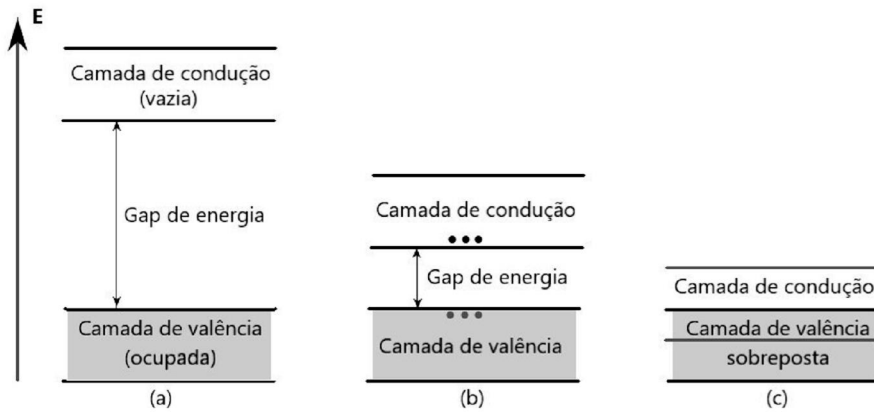 E
Camada de condução
(vazia)
Gap de energia
Camada de valência
(ocupada)
(a)
Camada de condução
Gap de energia
Camada de valência
(b)
Camada de condução
Camada de valência
sobreposta
(c)